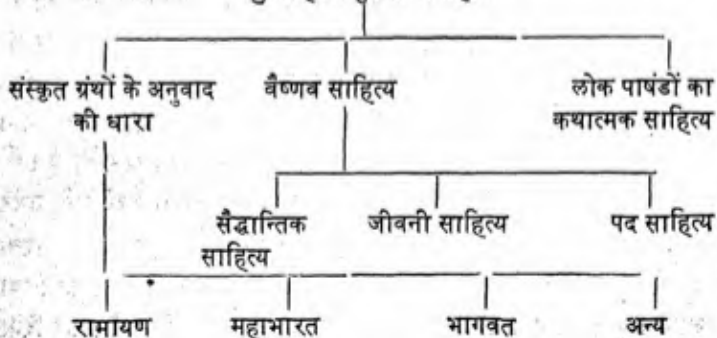 संस्कृत ग्रंथों के अनुवाद
की धारा
वैष्णव साहित्य
लोक पाषंडों का
कथात्मक साहित्य
सैद्धान्तिक
साहित्य
जीवनी साहित्य
पद साहित्य
रामायण
महाभारत
भागवत
अन्य